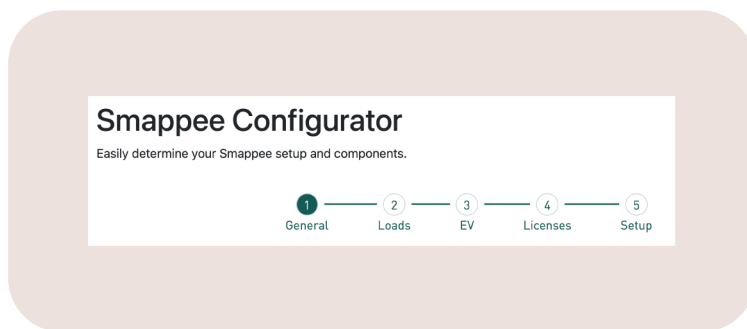 Smappee Configurator
Easily determine your Smappee setup and components.
1 2 3 4 5
General Loads EV Licenses Setup